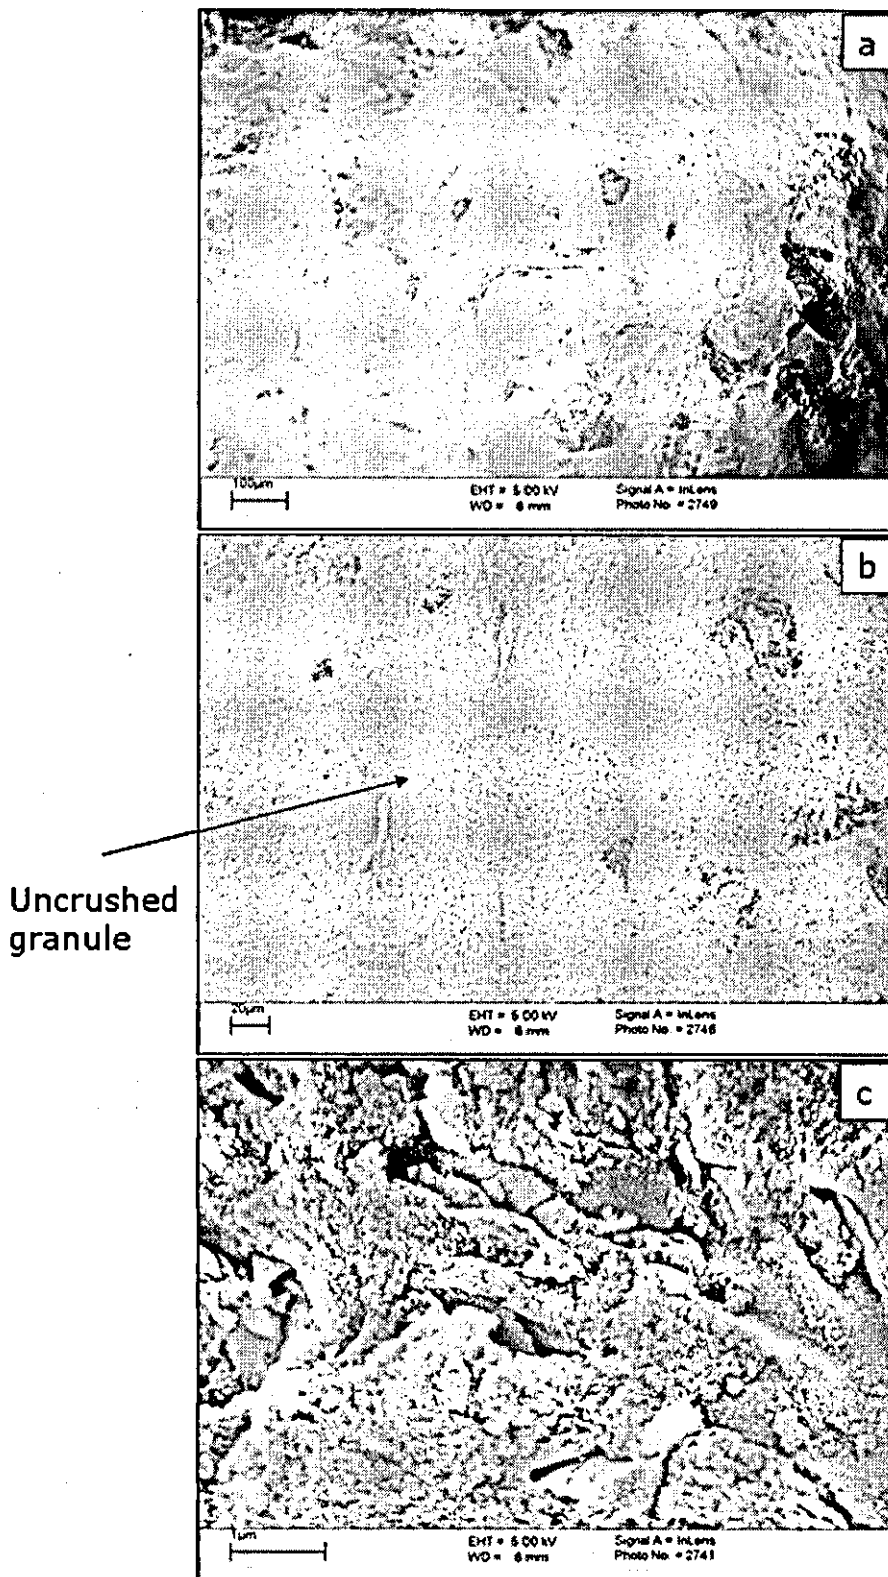 a
100µm
EHT = 5.00 kV Signal A = InLens
WD = 6 mm Photo No. = 2749
b
Uncrushed
granule
20µm
EHT = 5.00 kV Signal A = InLens
WD = 6 mm Photo No. = 2746
c
1µm
EHT = 5.00 kV Signal A = InLens
WD = 6 mm Photo No. = 2741